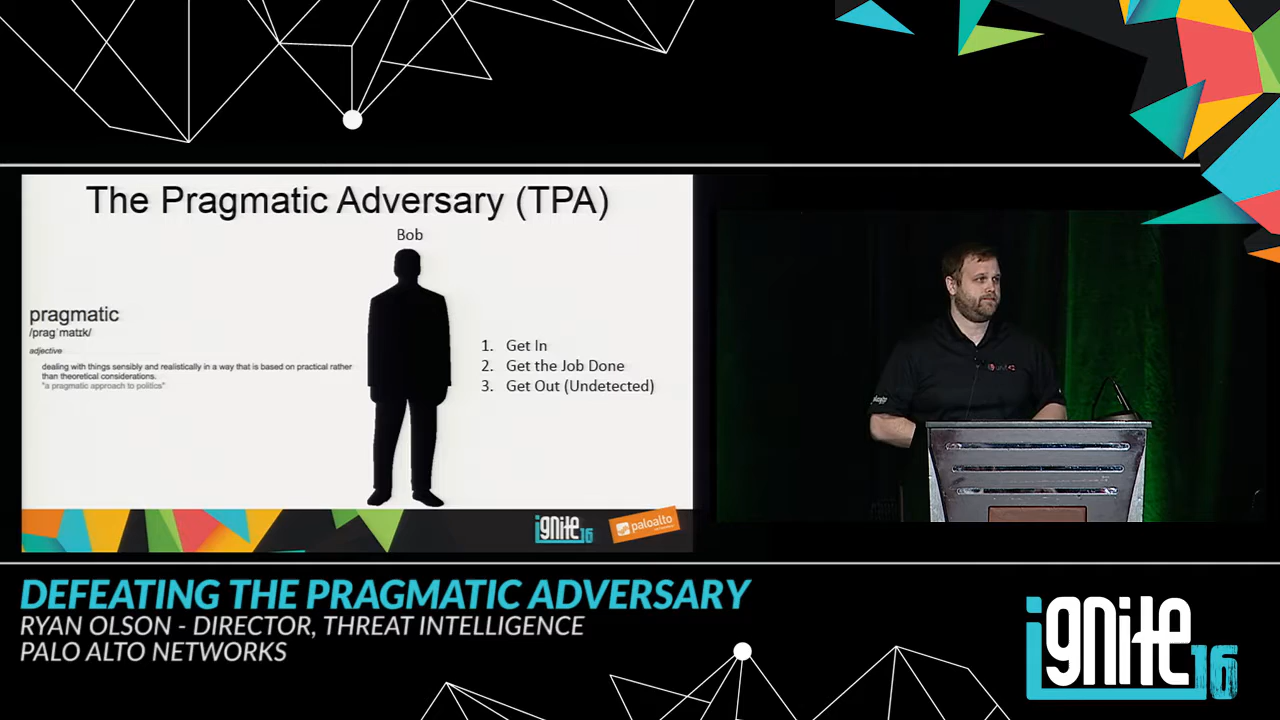 The Pragmatic Adversary (TPA)
Bob
pragmatic
/praɡˈmatɪk/
adjective
dealing with things sensibly and realistically in a way that is based on practical rather
than theoretical considerations.
"a pragmatic approach to politics"
1. Get In
2. Get the Job Done
3. Get Out (Undetected)
ignite16
paloalto
DEFEATING THE PRAGMATIC ADVERSARY
RYAN OLSON - DIRECTOR, THREAT INTELLIGENCE
PALO ALTO NETWORKS
ignite16